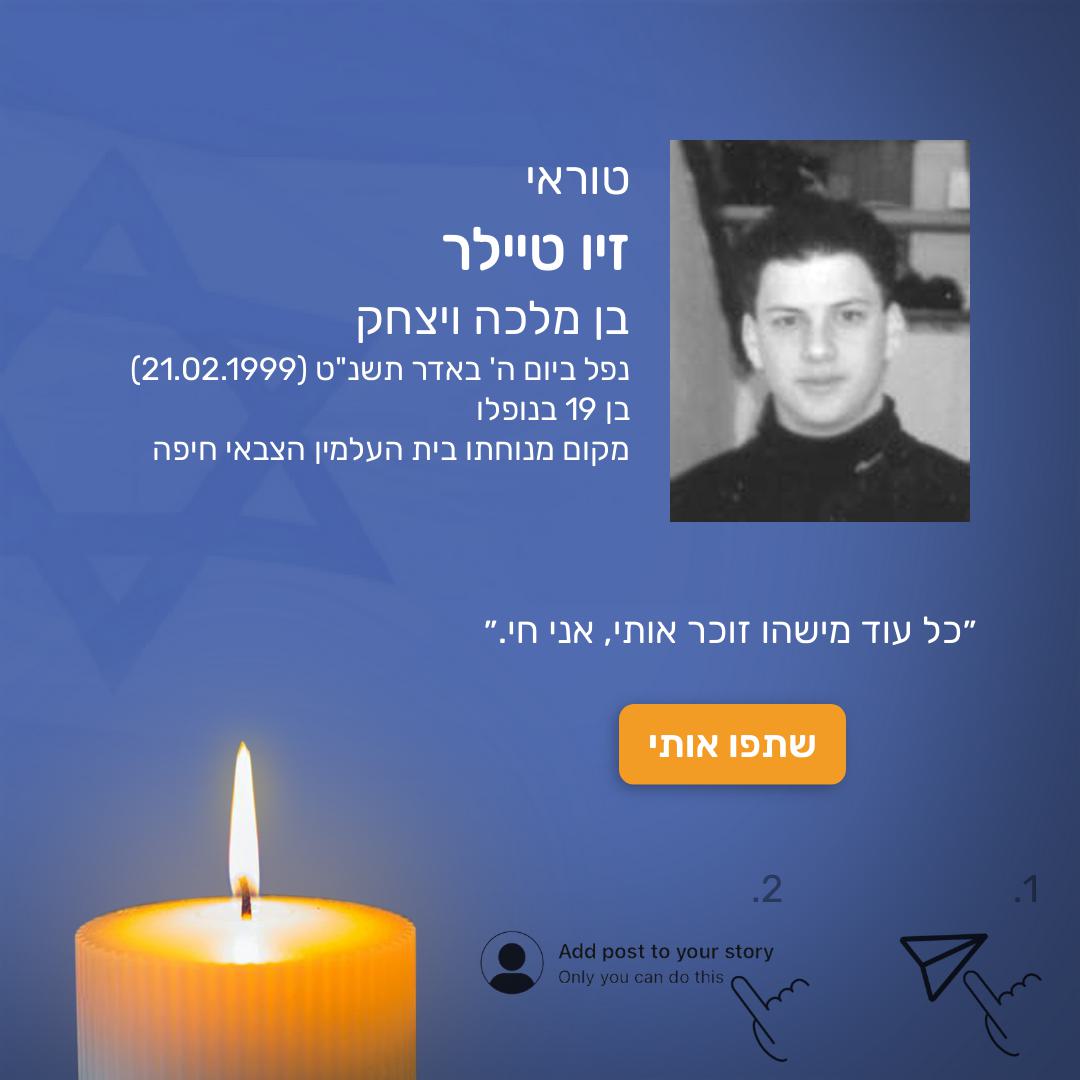 טוראי
זיו טיילר
בן מלכה ויצחק
נפל ביום ה' באדר תשנ"ט (21.02.1999)
בן 19 בנופלו
מקום מנוחתו בית העלמין הצבאי חיפה
״כל עוד מישהו זוכר אותי, אני חי.״
שתפו אותי
.1
.2
Add post to your story
Only you can do this